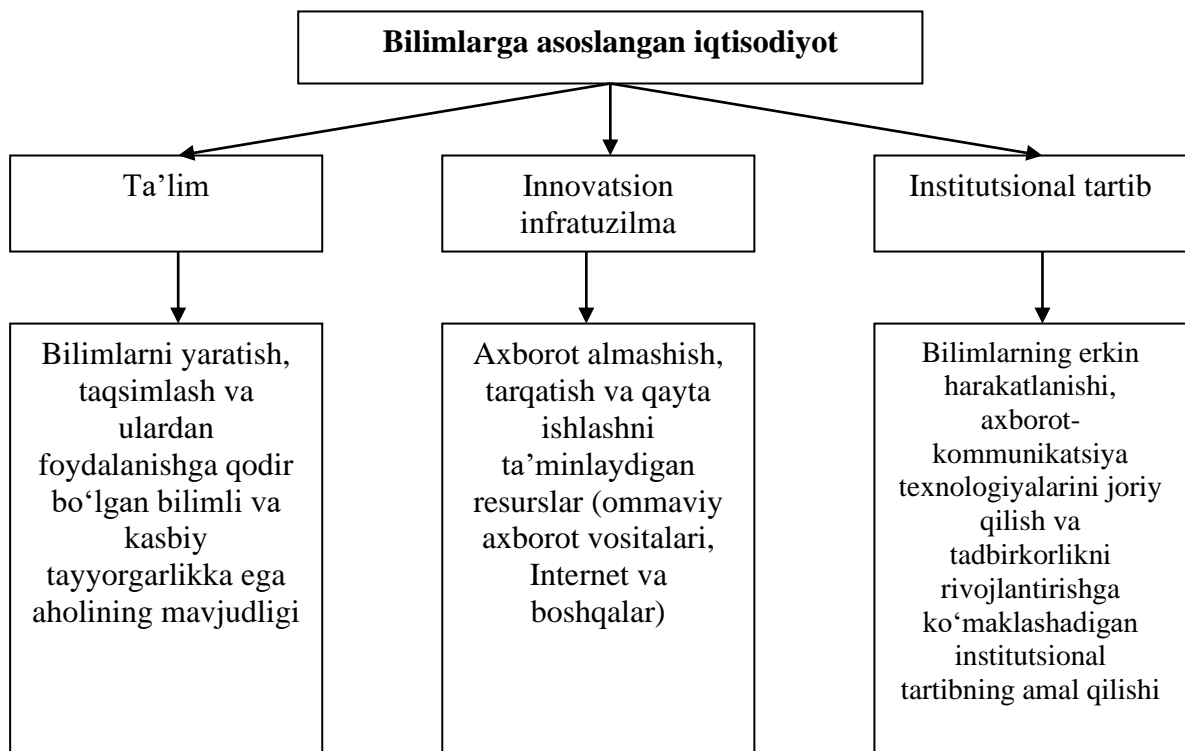 Bilimlarga asoslangan iqtisodiyot
Ta’lim
Innovatsion
infratuzilma
Institutsional tartib
Bilimlarni yaratish,
taqsimlash va
ulardan
foydalanishga qodir
bo‘lgan bilimli va
kasbiy
tayyorgarlikka ega
aholining mavjudligi
Axborot almashish,
tarqatish va qayta
ishlashni
ta’minlaydigan
resurslar (ommaviy
axborot vositalari,
Internet va
boshqalar)
Bilimlarning erkin
harakatlanishi,
axborot-
kommunikatsiya
texnologiyalarini joriy
qilish va
tadbirkorlikni
rivojlantirishga
ko‘maklashadigan
institutsional
tartibning amal qilishi